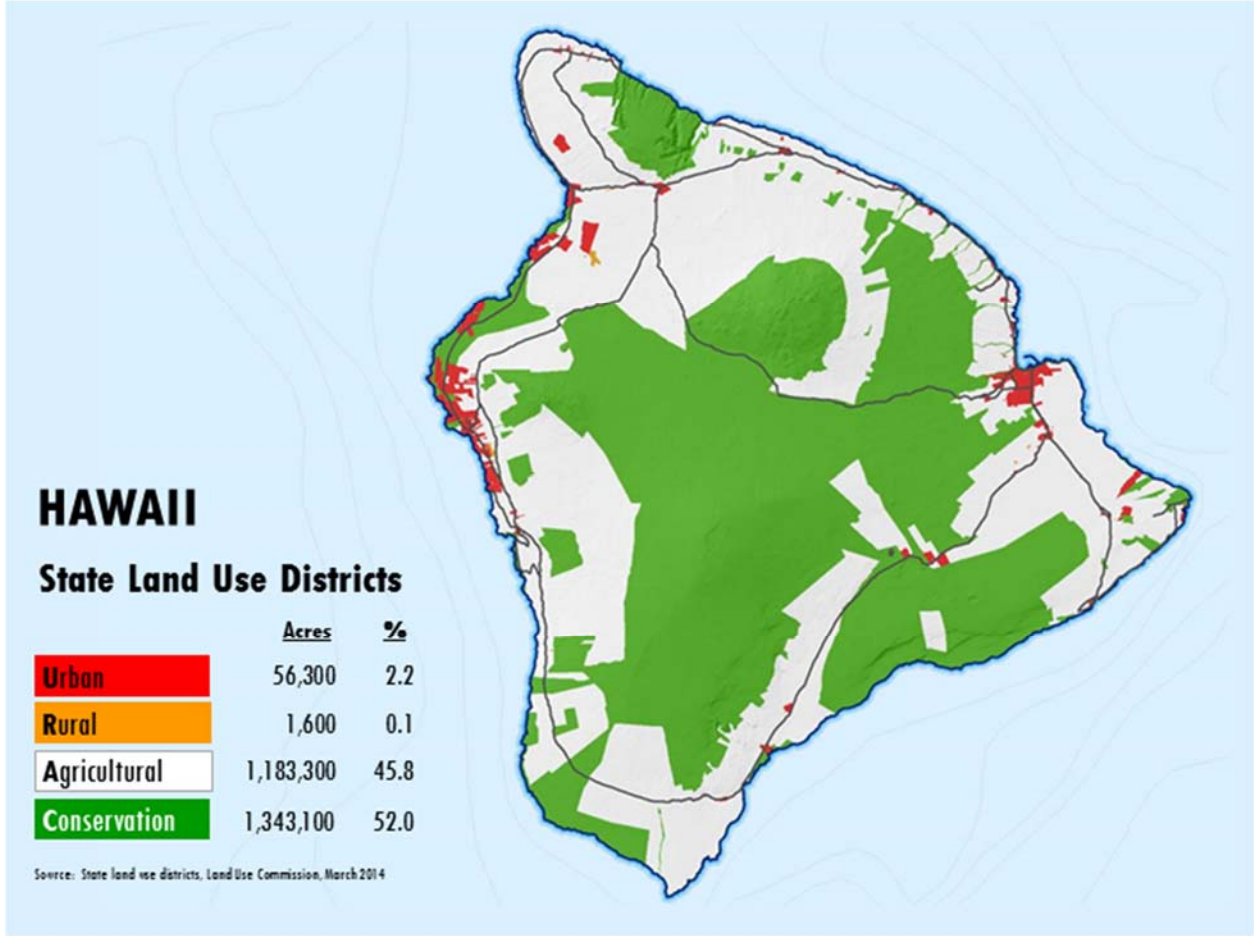 HAWAII
State Land Use Districts
Acres %
Urban 56,300 2.2
Rural 1,600 0.1
Agricultural 1,183,300 45.8
Conservation 1,343,100 52.0
Source: State land use districts, Land Use Commission, March 2014